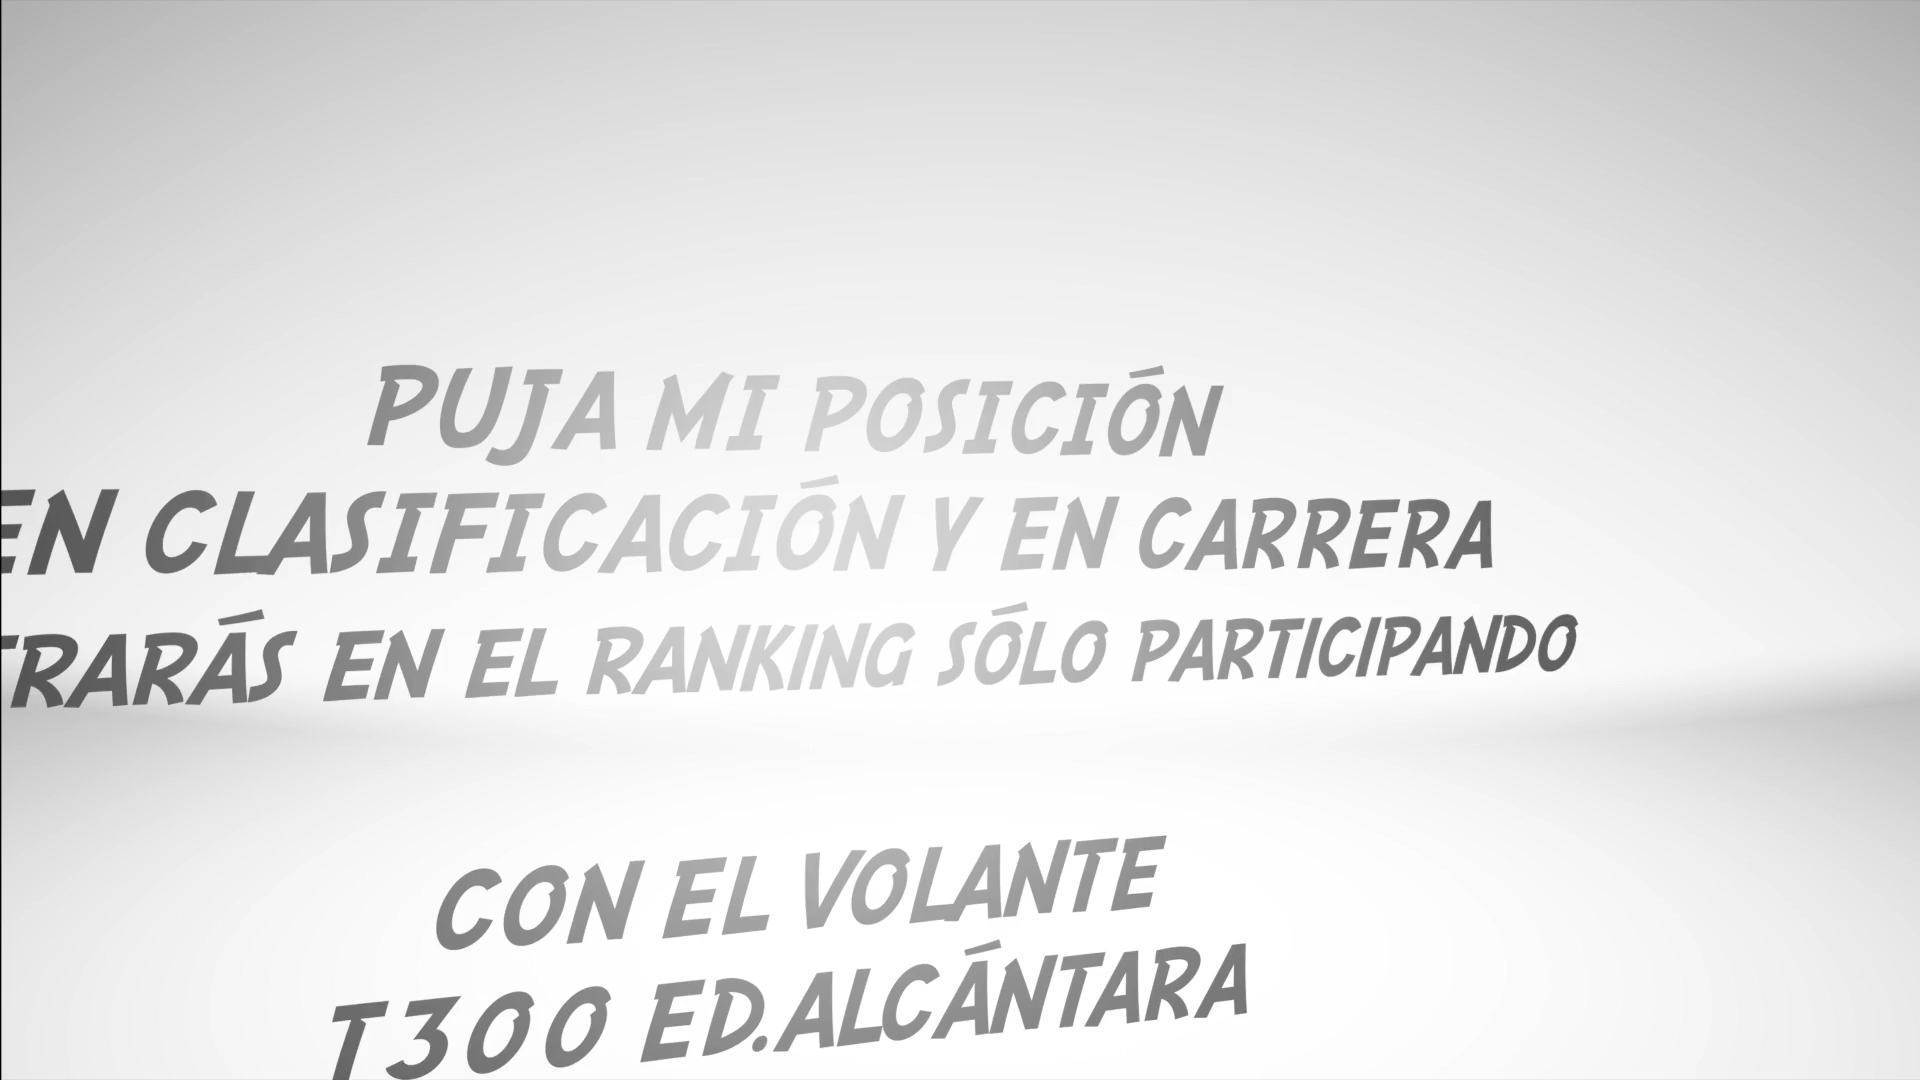 PUJA MI POSICIÓN
EN CLASIFICACIÓN Y EN CARRERA
TRARÁS EN EL RANKING SÓLO PARTICIPANDO
CON EL VOLANTE
T300 ED.ALCÁNTARA